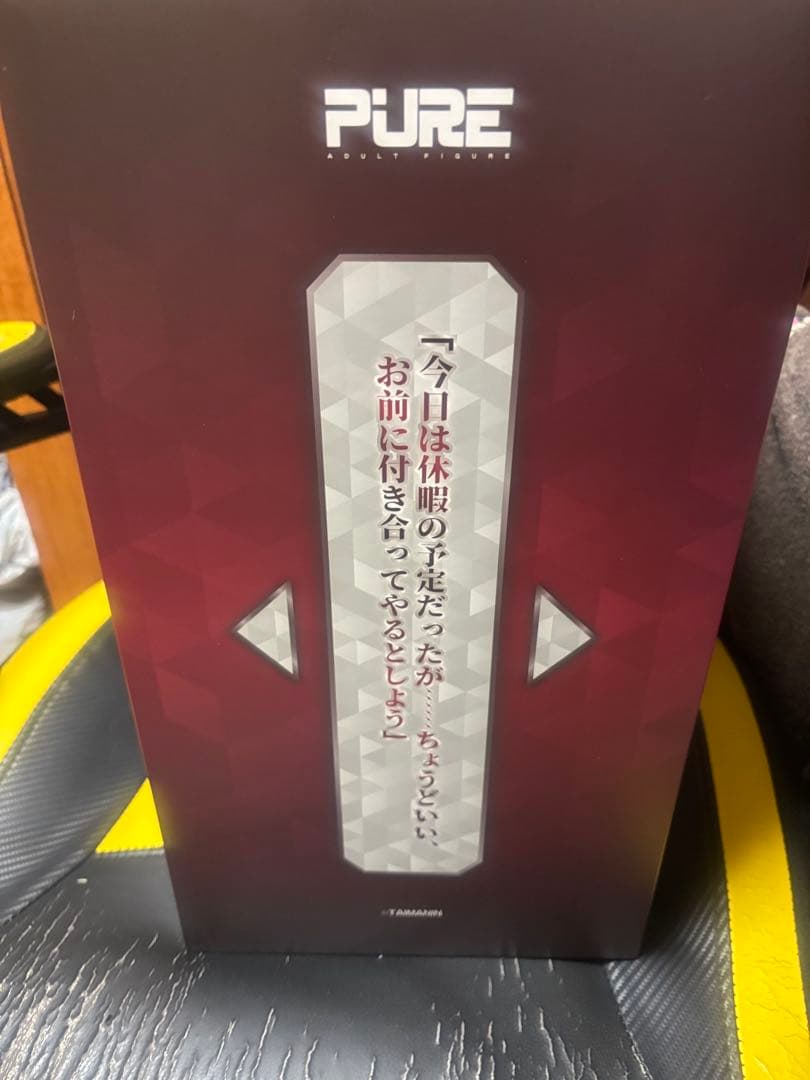 PURE
ADULT FIGURE
「今日は休暇の予定だったが……ちょうどいい、
お前に付き合ってやるとしよう」
TAIMANIN